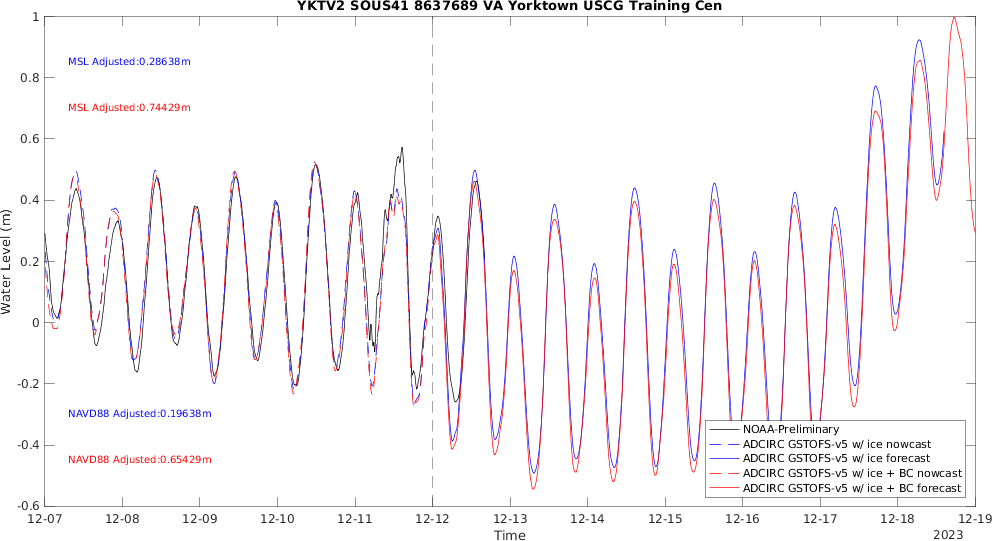 YKTV2 SOUS41 8637689 VA Yorktown USCG Training Cen
1
0.8
0.6
0.4
0.2
0
-0.2
-0.4
-0.6
Water Level (m)
MSL Adjusted:0.28638m
MSL Adjusted:0.74429m
NAVD88 Adjusted:0.19638m
NAVD88 Adjusted:0.65429m
NOAA-Preliminary
ADCIRC GSTOFS-v5 w/ ice nowcast
ADCIRC GSTOFS-v5 w/ ice forecast
ADCIRC GSTOFS-v5 w/ ice + BC nowcast
ADCIRC GSTOFS-v5 w/ ice + BC forecast
12-07 12-08 12-09 12-10 12-11 12-12 12-13 12-14 12-15 12-16 12-17 12-18 12-19
Time
2023